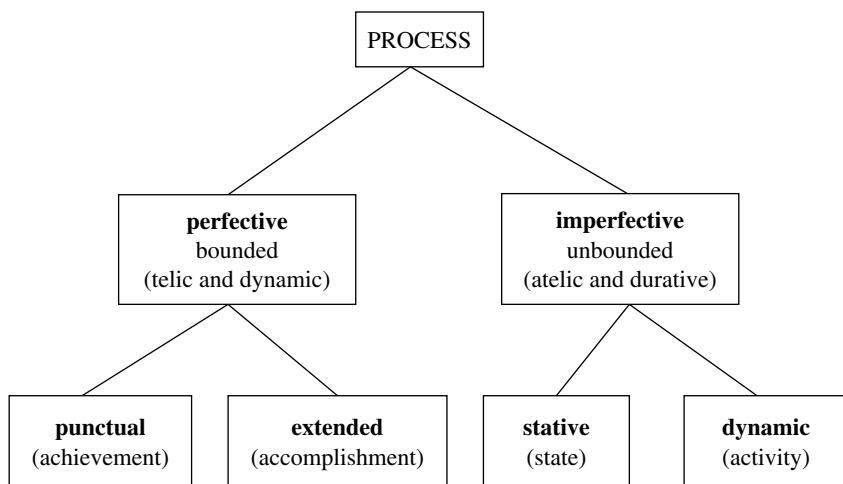 PROCESS
perfective
bounded
(telic and dynamic)
imperfective
unbounded
(atelic and durative)
punctual
(achievement)
extended
(accomplishment)
stative
(state)
dynamic
(activity)